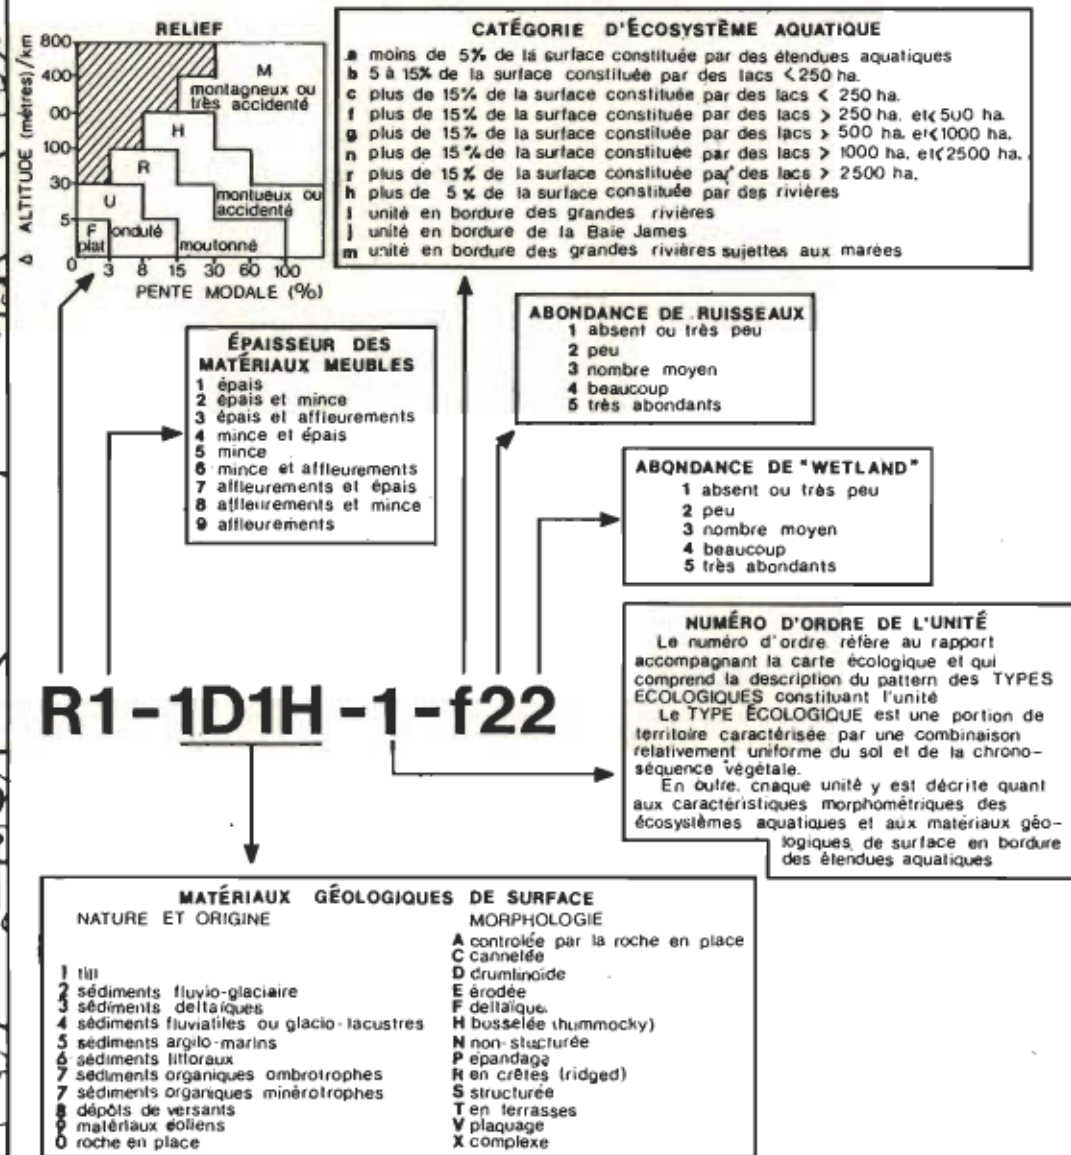 RELIEF
Δ ALTITUDE (mètres)/km
800
400
00
100
30
5
0
M
montagneux ou
très accidenté
H
R
U
montueux ou
accidenté
F
plat
ondulé
moutonné
3 8 15 30 60 100
PENTE MODALE (%)
CATÉGORIE D'ÉCOSYSTÈME AQUATIQUE
a moins de 5% de la surface constituée par des étendues aquatiques
b 5 à 15% de la surface constituée par des lacs < 250 ha.
c plus de 15% de la surface constituée par des lacs < 250 ha.
f plus de 15% de la surface constituée par des lacs > 250 ha. et < 500 ha.
g plus de 15% de la surface constituée par des lacs > 500 ha. et < 1000 ha.
n plus de 15% de la surface constituée par des lacs > 1000 ha. et < 2500 ha.
r plus de 15% de la surface constituée par des lacs > 2500 ha.
h plus de 5% de la surface constituée par des rivières
i unité en bordure des grandes rivières
j unité en bordure de la Baie James
m unité en bordure des grandes rivières sujettes aux marées
ÉPAISSEUR DES
MATÉRIAUX MEUBLES
1 épais
2 épais et mince
3 épais et affleurements
4 mince et épais
5 mince
6 mince et affleurements
7 affleurements et épais
8 affleurements et mince
9 affleurements
ABONDANCE DE RUISSEAUX
1 absent ou très peu
2 peu
3 nombre moyen
4 beaucoup
5 très abondants
ABONDANCE DE "WETLAND"
1 absent ou très peu
2 peu
3 nombre moyen
4 beaucoup
5 très abondants
NUMÉRO D'ORDRE DE L'UNITÉ
Le numéro d'ordre réfère au rapport
accompagnant la carte écologique et qui
comprend la description du pattern des TYPES
ÉCOLOGIQUES constituant l'unité
Le TYPE ÉCOLOGIQUE est une portion de
territoire caractérisée par une combinaison
relativement uniforme du sol et de la chrono-
séquence végétale.
En outre, chaque unité y est décrite quant
aux caractéristiques morphométriques des
écosystèmes aquatiques et aux matériaux géo-
logiques de surface en bordure
des étendues aquatiques
R1-1D1H-1-f22
MATÉRIAUX GÉOLOGIQUES DE SURFACE
NATURE ET ORIGINE
1 till
2 sédiments fluvio-glaciaire
3 sédiments deltaïques
4 sédiments fluviatiles ou glacio-lacustres
5 sédiments argilo-marins
6 sédiments littoraux
7 sédiments organiques ombrotrophes
7 sédiments organiques minérotrophes
8 dépôts de versants
9 matériaux éoliens
0 roche en place
MORPHOLOGIE
A controlée par la roche en place
C cannelée
D drumlinoïde
E érodée
F deltaïque
H bosselée (hummocky)
N non-stucturée
P épandage
R en crêtes (ridged)
S structurée
T en terrasses
V plaquage
X complexe